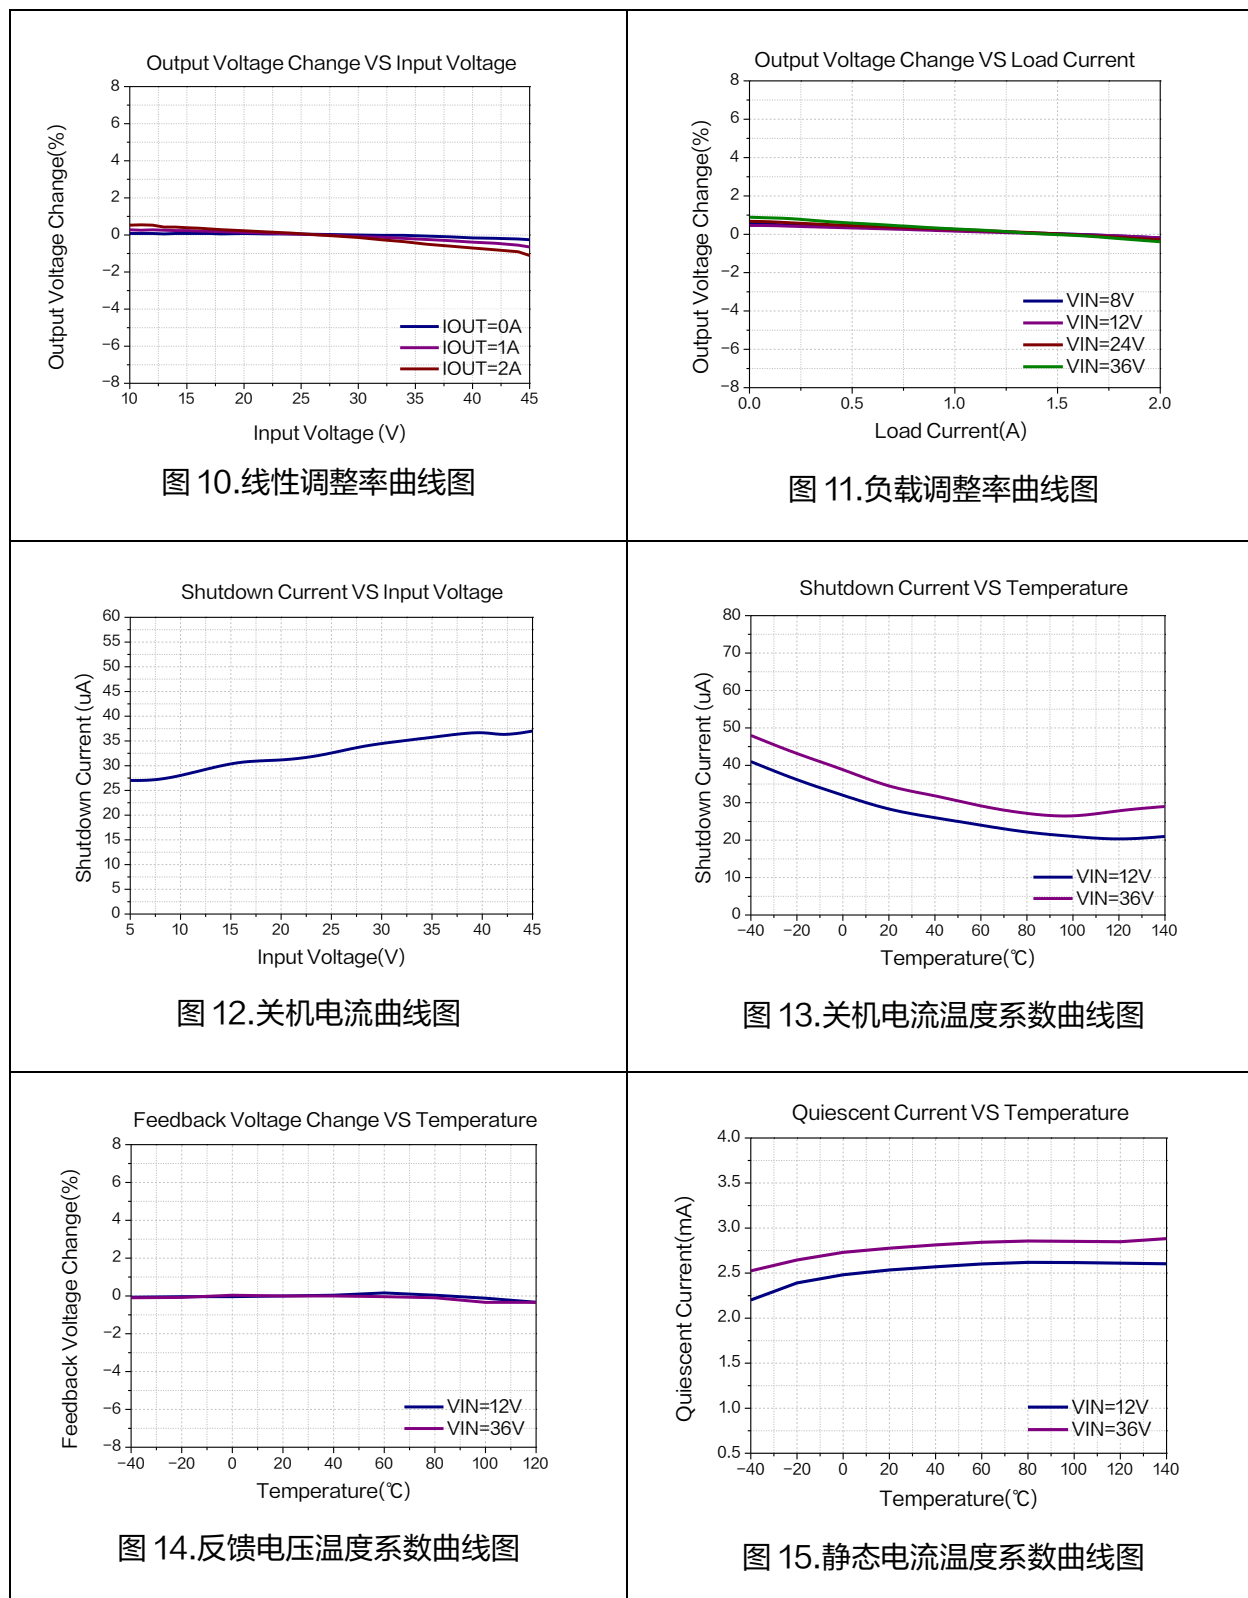 Output Voltage Change VS Input Voltage
Output Voltage Change(%)
8
6
4
2
0
−2
−4
−6
−8
IOUT=0A
IOUT=1A
IOUT=2A
10 15 20 25 30 35 40 45
Input Voltage (V)
图 10.线性调整率曲线图
Output Voltage Change VS Load Current
Output Voltage Change(%)
8
6
4
2
0
−2
−4
−6
−8
VIN=8V
VIN=12V
VIN=24V
VIN=36V
0.0 0.5 1.0 1.5 2.0
Load Current(A)
图 11.负载调整率曲线图
Shutdown Current VS Input Voltage
Shutdown Current (uA)
60
55
50
45
40
35
30
25
20
15
10
5
0
5 10 15 20 25 30 35 40 45
Input Voltage(V)
图 12.关机电流曲线图
Shutdown Current VS Temperature
Shutdown Current (uA)
80
70
60
50
40
30
20
10
0
VIN=12V
VIN=36V
−40 −20 0 20 40 60 80 100 120 140
Temperature(℃)
图 13.关机电流温度系数曲线图
Feedback Voltage Change VS Temperature
Feedback Voltage Change(%)
8
6
4
2
0
−2
−4
−6
−8
VIN=12V
VIN=36V
−40 −20 0 20 40 60 80 100 120
Temperature(℃)
图 14.反馈电压温度系数曲线图
Quiescent Current VS Temperature
Quiescent Current(mA)
4.0
3.5
3.0
2.5
2.0
1.5
1.0
0.5
VIN=12V
VIN=36V
−40 −20 0 20 40 60 80 100 120 140
Temperature(℃)
图 15.静态电流温度系数曲线图